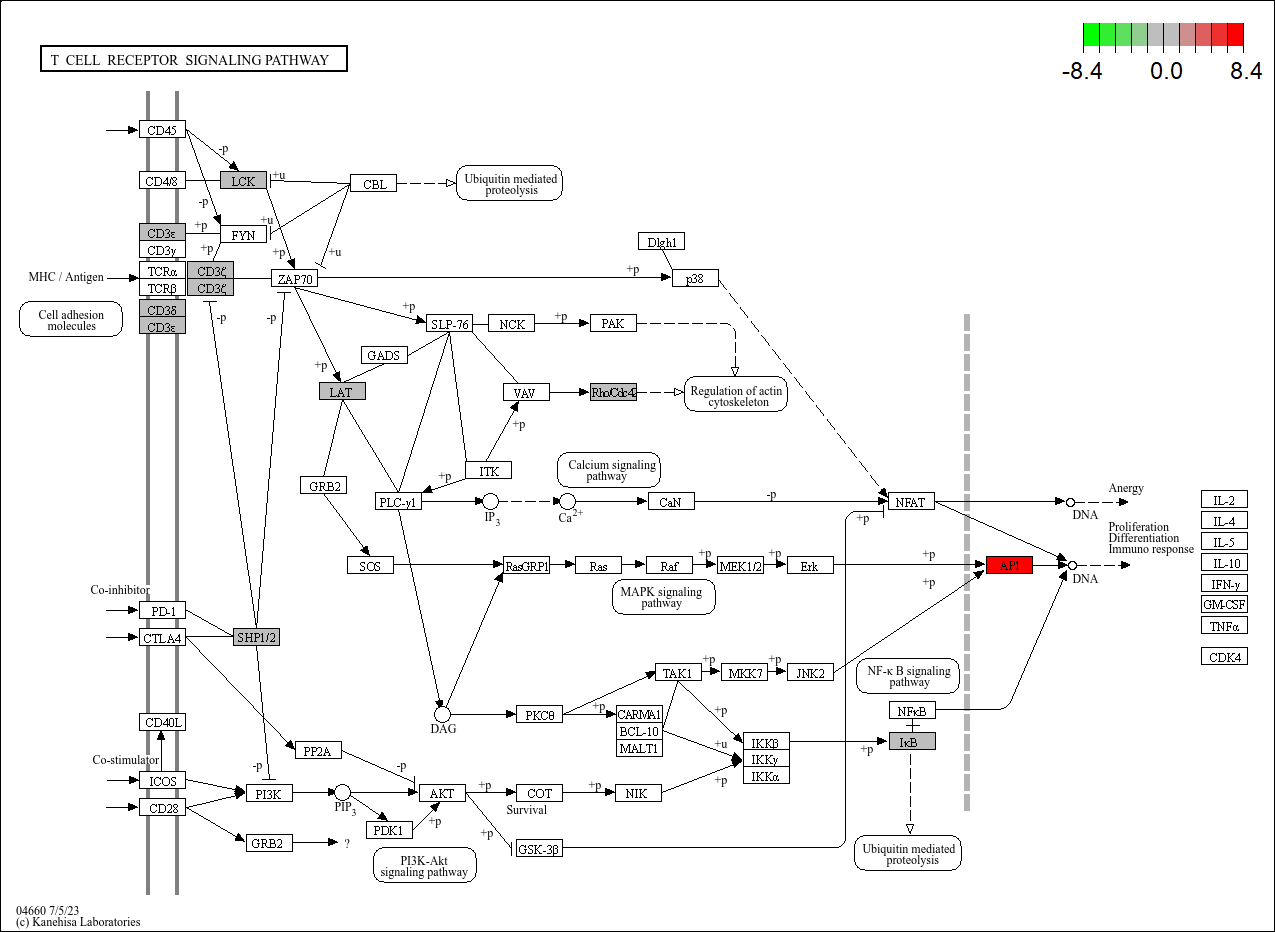 T CELL RECEPTOR SIGNALING PATHWAY
-8.4 0.0 8.4
CD45
-p
CD4/8
LCK
+u
CBL
Ubiquitin mediated
proteolysis
-p
CD3ε
+p
FYN
+u
CD3γ
+p
+p
+u
Dlgh1
MHC / Antigen
TCRα
CD3ζ
ZAP70
+p
p38
TCRβ
CD3ζ
Cell adhesion
molecules
CD3δ
CD3ε
-p
-p
+p
SLP-76
NCK
+p
PAK
GADS
+p
LAT
VAV
Rho/Cdc42
Regulation of actin
cytoskeleton
+p
ITK
+p
Calcium signaling
pathway
GRB2
PLC-γ1
IP3
Ca2+
CaN
-p
NFAT
+p
DNA
Anergy
Proliferation
Differentiation
Immuno response
IL-2
IL-4
IL-5
IL-10
IFN-γ
GM-CSF
TNFα
CDK4
SOS
RasGRP1
Ras
Raf
+p
MEK1/2
+p
Erk
+p
+p
AP1
DNA
MAPK signaling
pathway
Co-inhibitor
PD-1
CTLA4
SHP1/2
TAK1
+p
MKK7
+p
JNK2
NF-κ B signaling
pathway
DAG
PKCθ
+p
CARMA1
BCL-10
MALT1
+p
+u
+p
IKKβ
IKKγ
IKKα
+p
NFκB
IκB
CD40L
Co-stimulator
ICOS
CD28
PP2A
-p
-p
PI3K
PIP3
PDK1
+p
AKT
+p
COT
+p
NIK
Survival
+p
GSK-3β
GRB2
?
PI3K-Akt
signaling pathway
Ubiquitin mediated
proteolysis
04660 7/5/23
(c) Kanehisa Laboratories